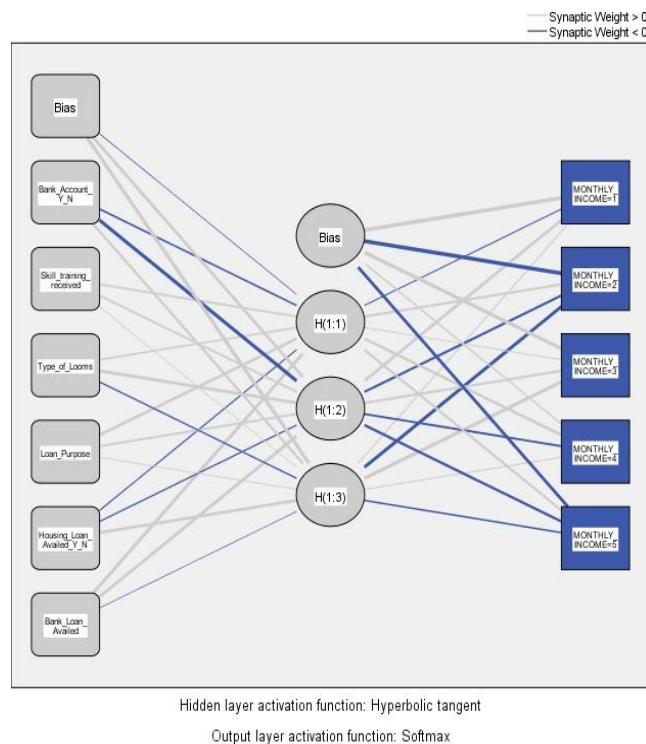 Synaptic Weight > 0
Synaptic Weight < 0
Bias
Bank_Account_
Y_N
Skill_training_
received
Type_of_Looms
Loan_Purpose
Housing_Loan_
Availed_Y_N
Bank_Loan_
Availed
Bias
H(1:1)
H(1:2)
H(1:3)
MONTHLY_
INCOME=1
MONTHLY_
INCOME=2
MONTHLY_
INCOME=3
MONTHLY_
INCOME=4
MONTHLY_
INCOME=5
Hidden layer activation function: Hyperbolic tangent
Output layer activation function: Softmax